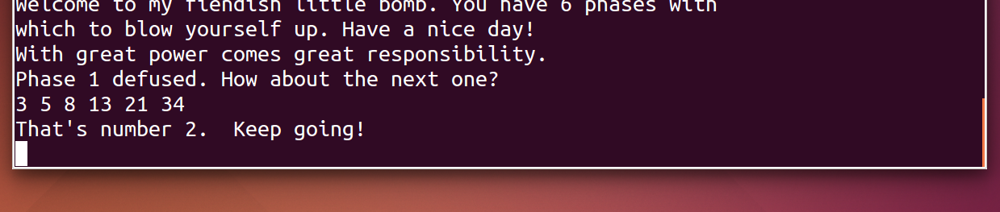 Welcome to my fiendish little bomb. You have 6 phases with
which to blow yourself up. Have a nice day!
With great power comes great responsibility.
Phase 1 defused. How about the next one?
3 5 8 13 21 34
That's number 2.  Keep going!